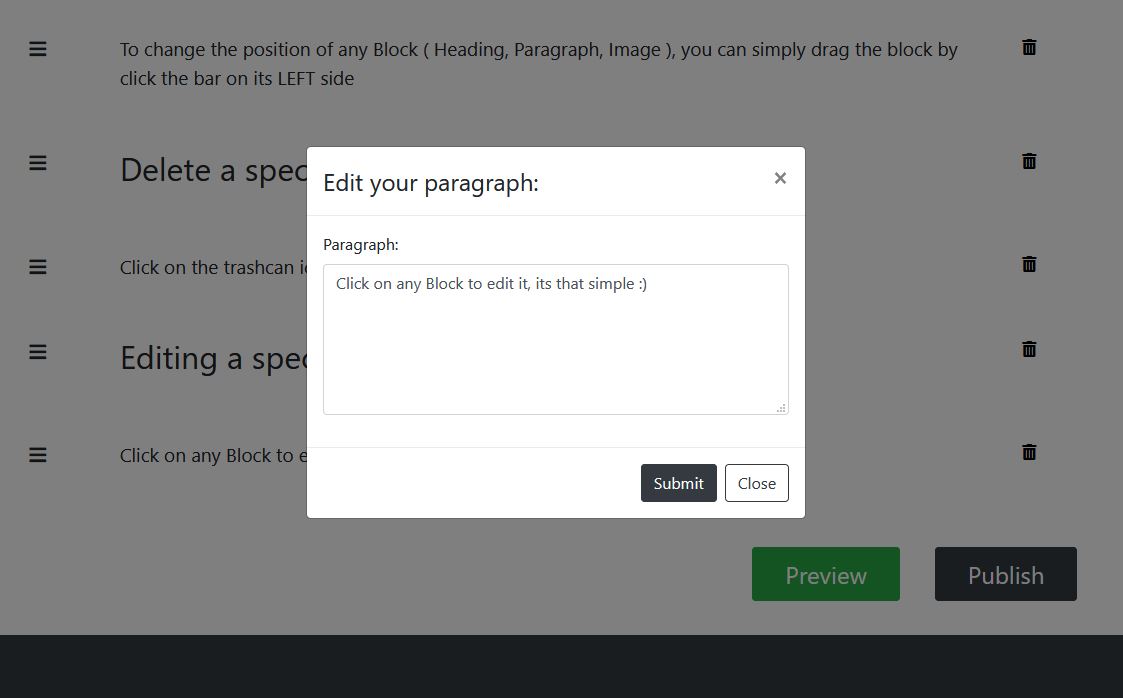 To change the position of any Block ( Heading, Paragraph, Image ), you can simply drag the block by
click the bar on its LEFT side
Delete a spec
Edit your paragraph:
×
Paragraph:
Click on the trashcan
Click on any Block to edit it, its that simple :)
Editing a spec
Click on any Block to e
Submit
Close
Preview
Publish